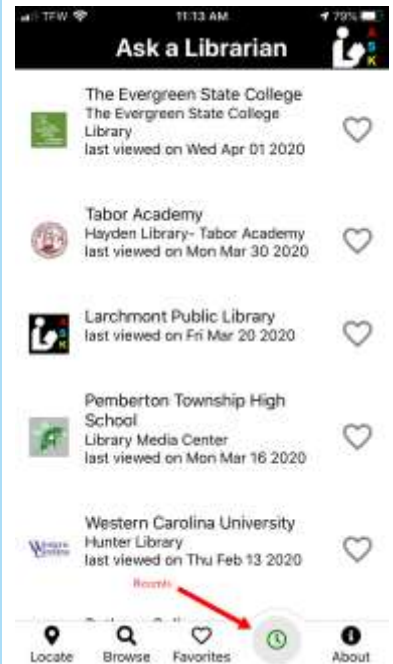 TFW 11:13 AM 79%
Ask a Librarian
ASK
The Evergreen State College
The Evergreen State College
Library
last viewed on Wed Apr 01 2020
Tabor Academy
Hayden Library- Tabor Academy
last viewed on Mon Mar 30 2020
Larchmont Public Library
last viewed on Fri Mar 20 2020
Pemberton Township High
School
Library Media Center
last viewed on Mon Mar 16 2020
Western Carolina University
Hunter Library
last viewed on Thu Feb 13 2020
Recents
Locate Browse Favorites About